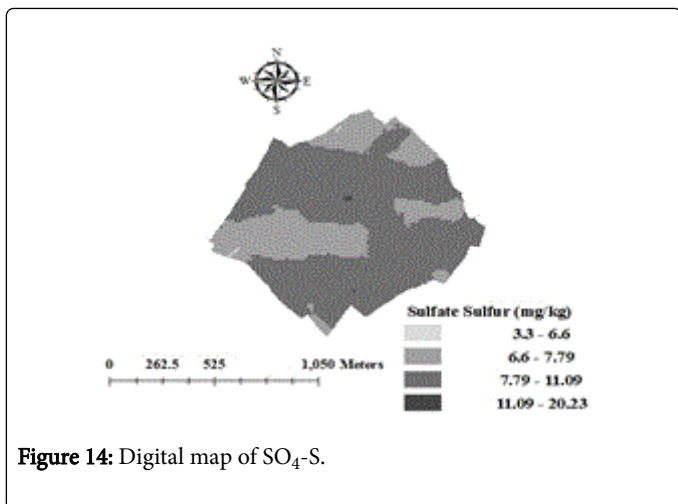 N
W E
S
Sulfate Sulfur (mg/kg)
3.3 - 6.6
6.6 - 7.79
7.79 - 11.09
11.09 - 20.23
0 262.5 525 1,050 Meters
Figure 14: Digital map of SO₄-S.